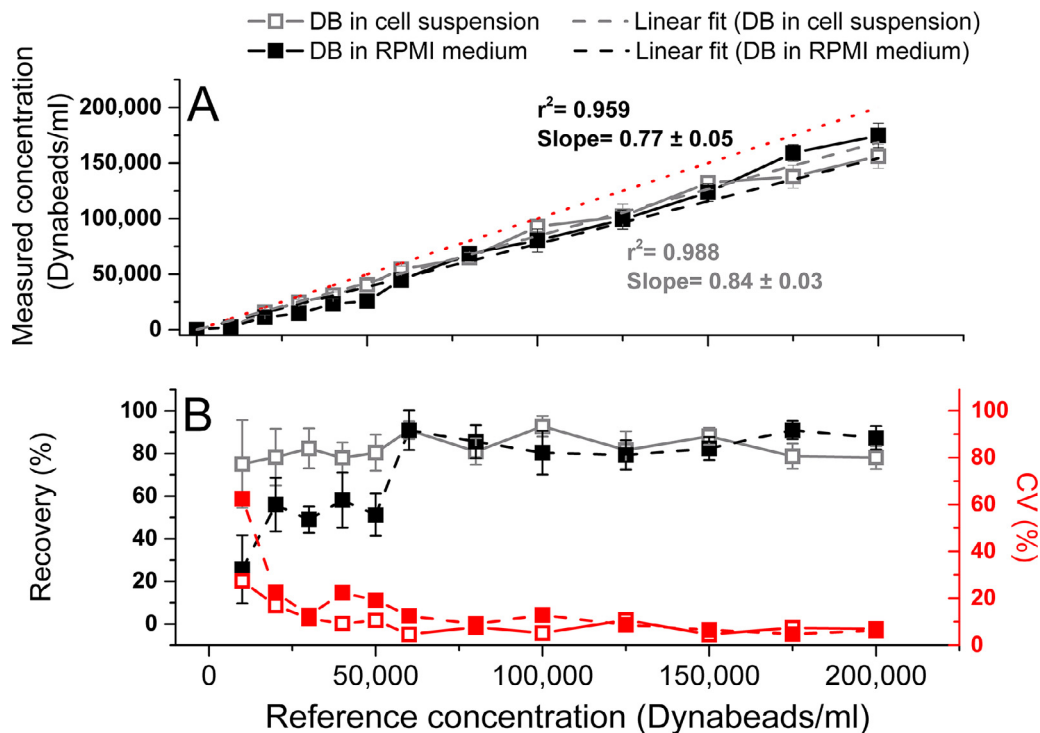 DB in cell suspension
Linear fit (DB in cell suspension)
DB in RPMI medium
Linear fit (DB in RPMI medium)
A
r²= 0.959
Slope= 0.77 ± 0.05
r²= 0.988
Slope= 0.84 ± 0.03
Measured concentration
(Dynabeads/ml)
200,000
150,000
100,000
50,000
0
B
Recovery (%)
100
80
60
40
20
0
100
80
60
40
20
0
CV (%)
0
50,000
100,000
150,000
200,000
Reference concentration (Dynabeads/ml)